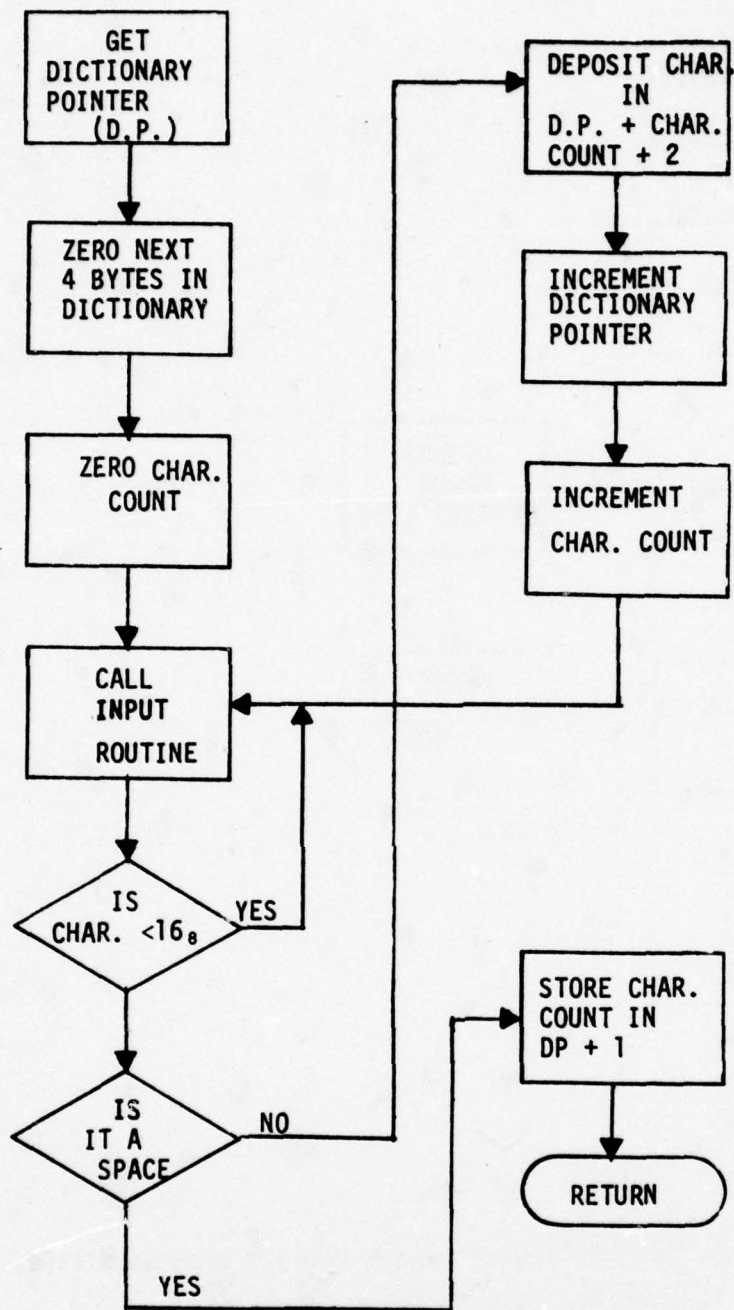 GET
DICTIONARY
POINTER
(D.P.)
ZERO NEXT
4 BYTES IN
DICTIONARY
ZERO CHAR.
COUNT
CALL
INPUT
ROUTINE
IS
CHAR. <16₈
YES
IS
IT A
SPACE
NO
YES
DEPOSIT CHAR.
IN
D.P. + CHAR.
COUNT + 2
INCREMENT
DICTIONARY
POINTER
INCREMENT
CHAR. COUNT
STORE CHAR.
COUNT IN
DP + 1
RETURN